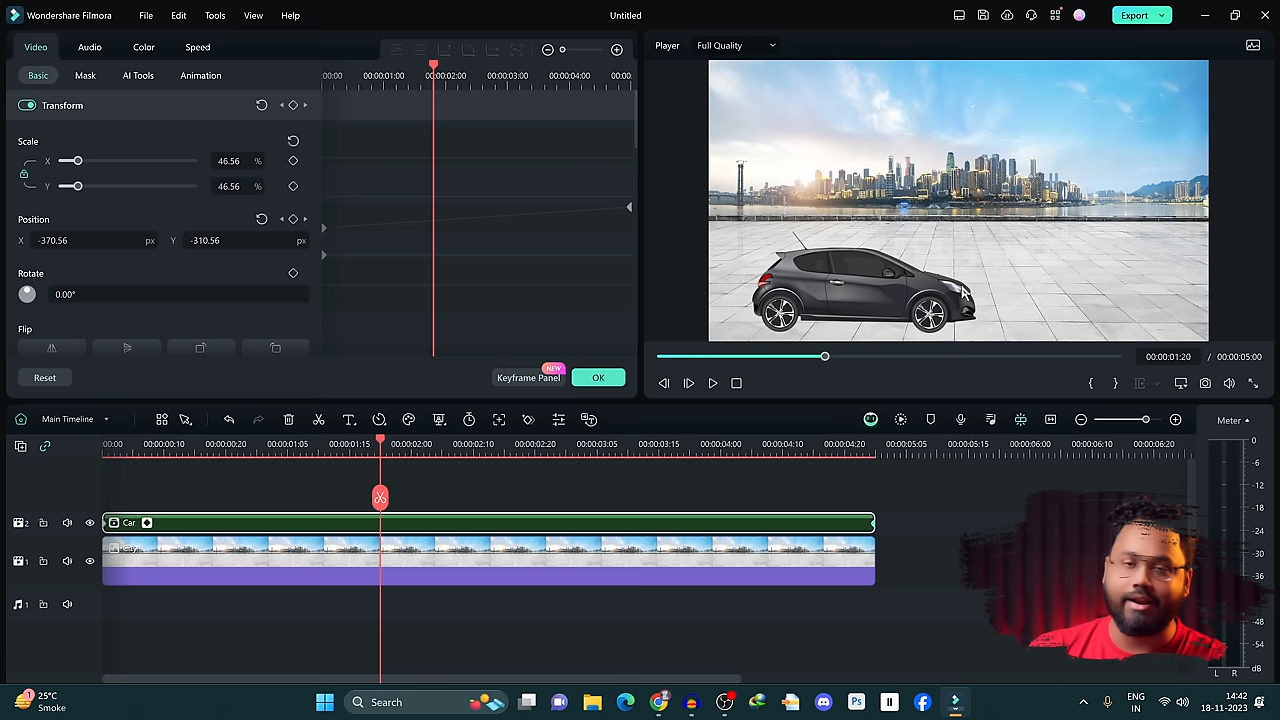 Wondershare Filmora File Edit Tools View Help Untitled Export
Video Audio Color Speed
Player Full Quality
Basic Mask AI Tools Animation
:00:00 00:00:01:00 00:00:02:00 00:00:03:00 00:00:04:00 00:00
Transform
Scale
X 46.56 %
Y 46.56 %
Position
X -370.56 px Y -310.56 px
Rotate
0.00°
Flip
00:00:01:20 / 00:00:05:00
Reset Keyframe Panel NEW OK
Main Timeline
Meter
:00:00 00:00:00:10 00:00:00:20 00:00:01:05 00:00:01:15 00:00:02:00 00:00:02:10 00:00:02:20 00:00:03:05 00:00:03:15 00:00:04:00 00:00:04:10 00:00:04:20 00:00:05:05 00:00:05:15 00:00:06:00 00:00:06:10 00:00:06:20
0
-6
-12
-18
-24
-30
-36
-48
-54
dB
L R
2 Car
1 City
1
25°C
Smoke
Search
Ps
ENG
IN
14:42
18-11-2023